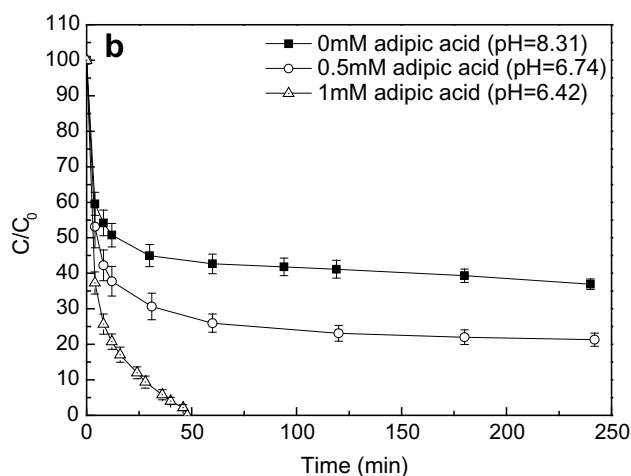 b
0mM adipic acid (pH=8.31)
0.5mM adipic acid (pH=6.74)
1mM adipic acid (pH=6.42)
110
100
90
80
70
60
50
40
30
20
10
0
C/C₀
0 50 100 150 200 250
Time (min)